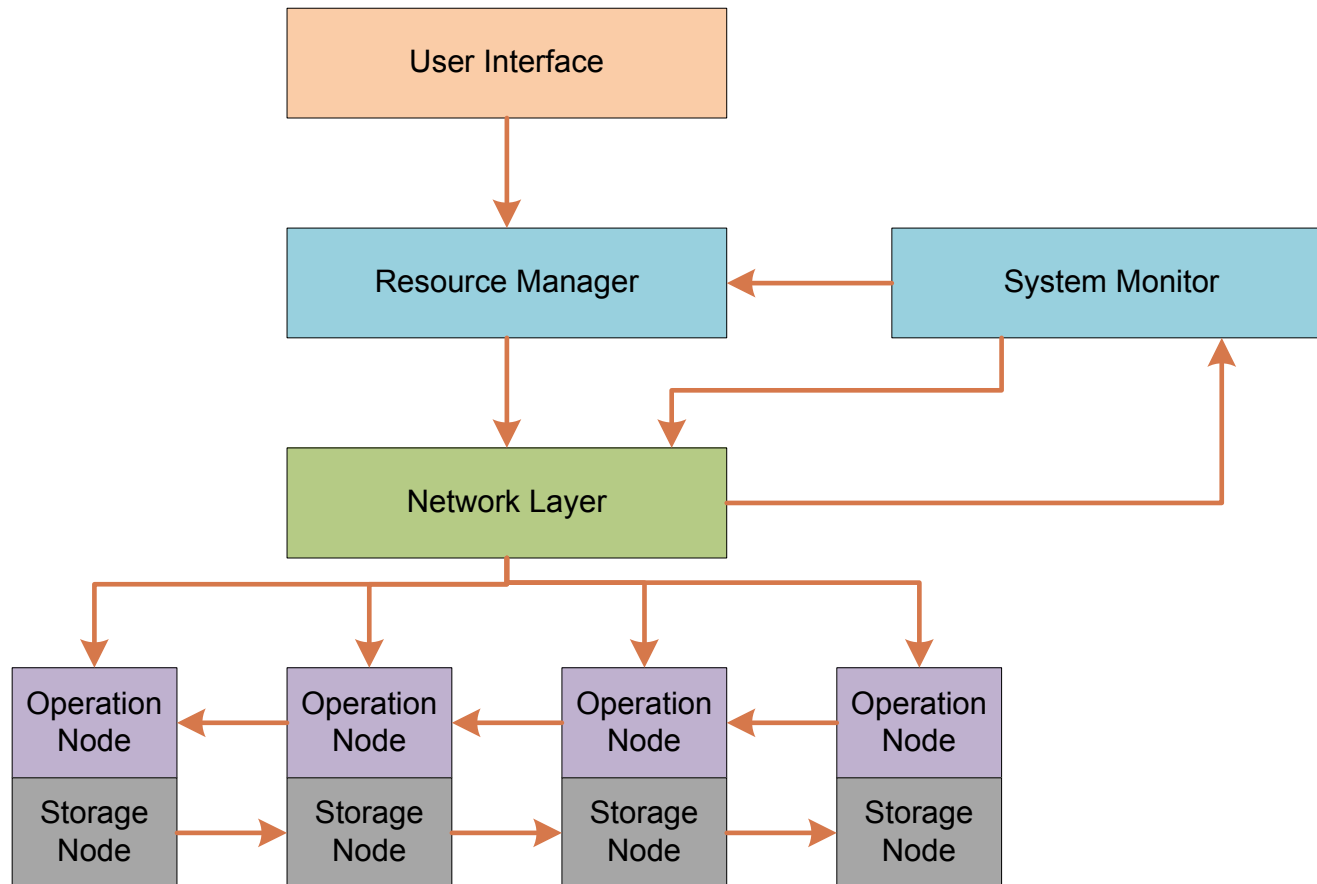 User Interface
Resource Manager
System Monitor
Network Layer
Operation
Node
Operation
Node
Operation
Node
Operation
Node
Storage
Node
Storage
Node
Storage
Node
Storage
Node